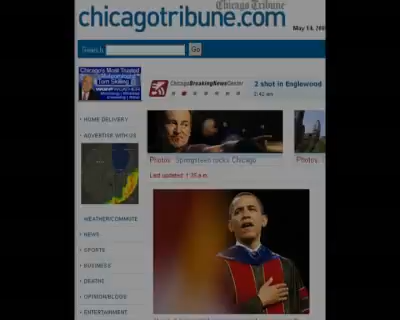 Chicago Tribune
chicagotribune.com
May 14, 200
Search
Go
Chicago's Most Trusted
Meteorologist
Tom Skilling
WEATHER
ChicagoBreakingNewsCenter
2 shot in Englewood
HOME DELIVERY
ADVERTISE WITH US
Photos: Springsteen rocks Chicago
Photos:
Last updated: 1:35 a.m.
WEATHER/COMMUTE
NEWS
SPORTS
BUSINESS
DEATHS
OPINION/BLOGS
ENTERTAINMENT